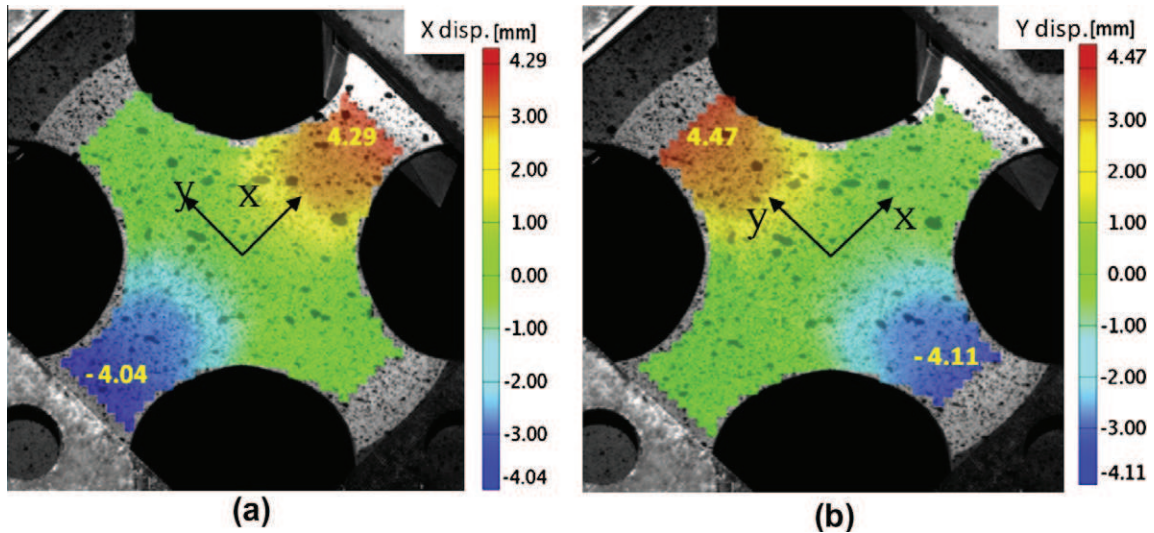 X disp.[mm]
4.29
3.00
2.00
1.00
0.00
-1.00
-2.00
-3.00
-4.04
4.29
y
x
- 4.04
(a)
Y disp.[mm]
4.47
3.00
2.00
1.00
0.00
-1.00
-2.00
-3.00
-4.11
4.47
y
x
- 4.11
(b)